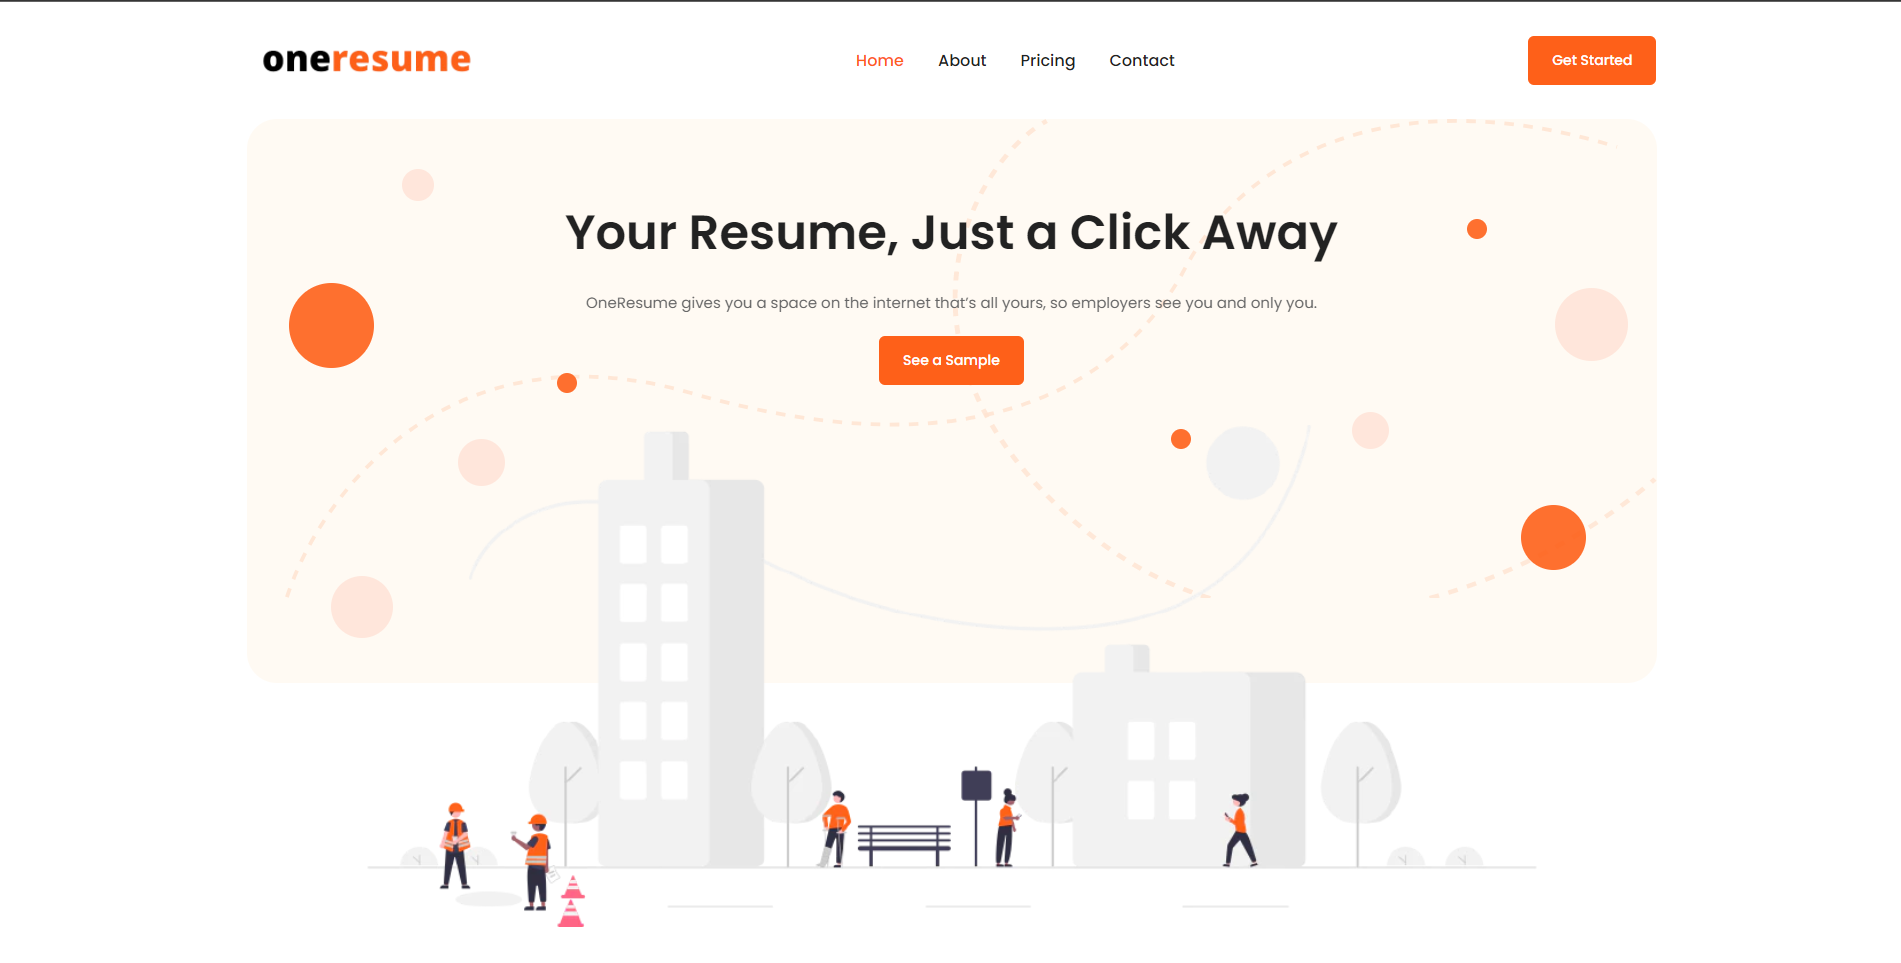 oneresume
Home About Pricing Contact
Get Started
Your Resume, Just a Click Away
OneResume gives you a space on the internet that's all yours, so employers see you and only you.
See a Sample